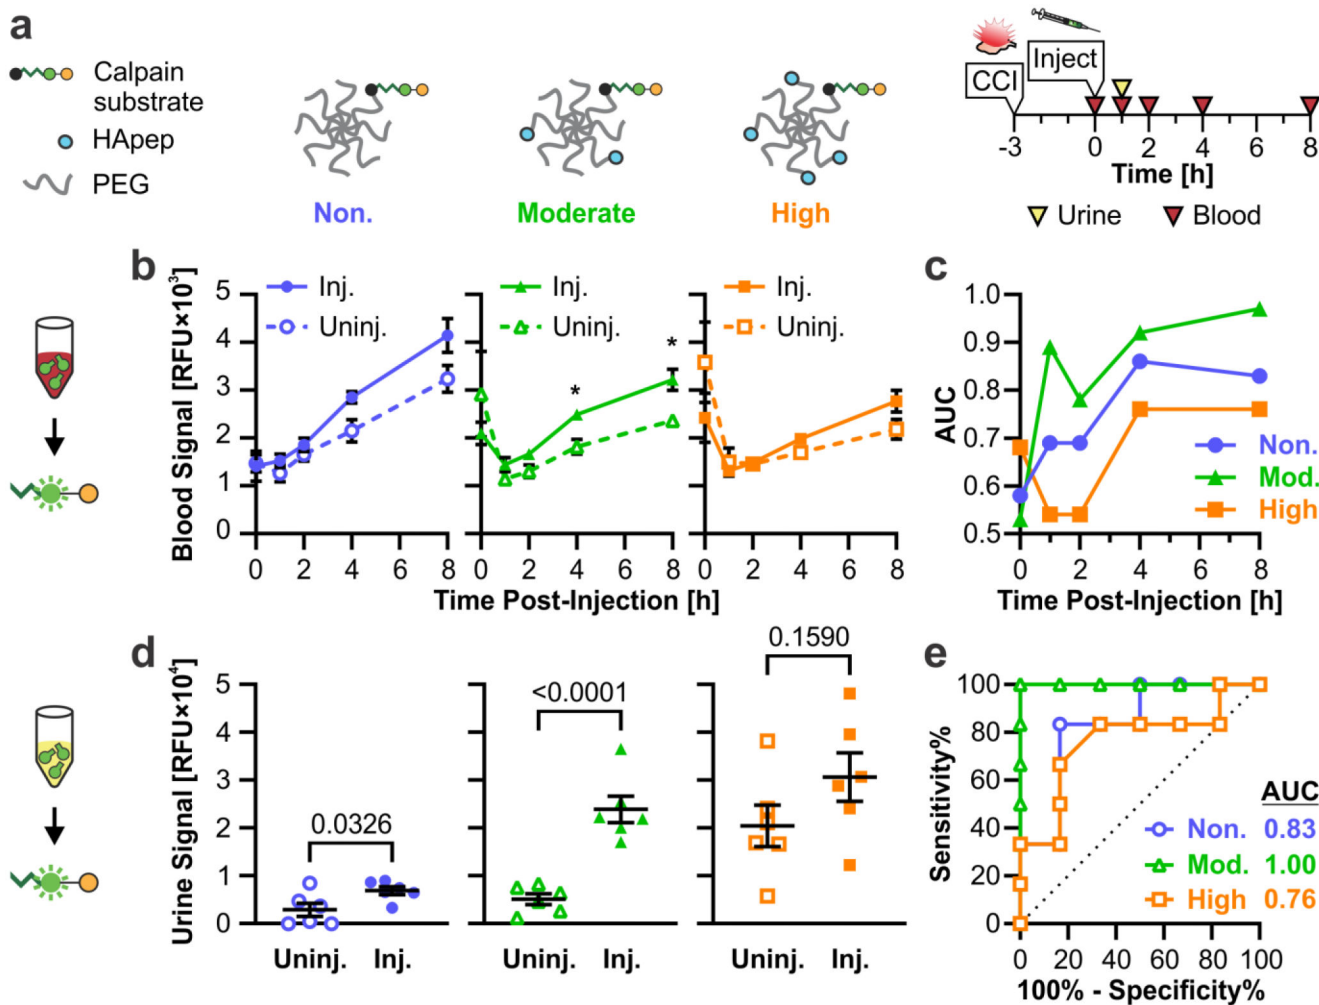 a
Calpain
substrate
HApep
PEG
Non.
Moderate
High
CCI
Inject
-3 0 2 4 6 8
Time [h]
Urine Blood
b
Blood Signal [RFU×10³]
5
4
3
2
1
0
Inj.
Uninj.
Inj.
Uninj.
Inj.
Uninj.
*
*
0 2 4 6 8
0 2 4 6 8
0 2 4 6 8
Time Post-Injection [h]
c
AUC
1.0
0.9
0.8
0.7
0.6
0.5
Non.
Mod.
High
0 2 4 6 8
Time Post-Injection [h]
d
Urine Signal [RFU×10⁴]
5
4
3
2
1
0
0.0326
<0.0001
0.1590
Uninj. Inj.
Uninj. Inj.
Uninj. Inj.
e
Sensitivity%
100
80
60
40
20
0
AUC
Non. 0.83
Mod. 1.00
High 0.76
0 20 40 60 80 100
100% - Specificity%